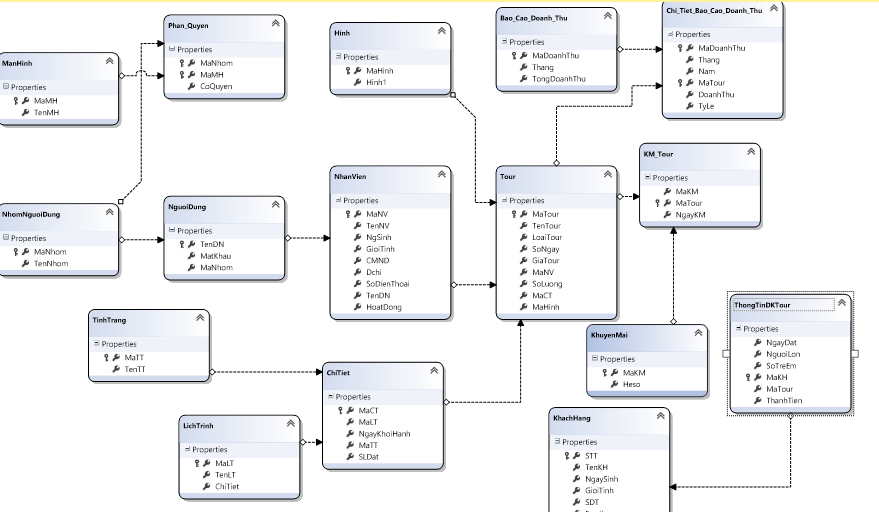 ManHinh
Properties
MaMH
TenMH
Phan_Quyen
Properties
MaNhom
MaMH
CoQuyen
Hinh
Properties
MaHinh
Hinh1
Bao_Cao_Doanh_Thu
Properties
MaDoanhThu
Thang
TongDoanhThu
Chi_Tiet_Bao_Cao_Doanh_Thu
Properties
MaDoanhThu
Thang
Nam
MaTour
DoanhThu
TyLe
NhomNguoiDung
Properties
MaNhom
TenNhom
NguoiDung
Properties
TenDN
MatKhau
MaNhom
NhanVien
Properties
MaNV
TenNV
NgSinh
GioiTinh
CMND
Dchi
SoDienThoai
TenDN
HoatDong
Tour
Properties
MaTour
TenTour
LoaiTour
SoNgay
GiaTour
MaNV
SoLuong
MaCT
MaHinh
KM_Tour
Properties
MaKM
MaTour
NgayKM
TinhTrang
Properties
MaTT
TenTT
LichTrinh
Properties
MaLT
TenLT
ChiTiet
ChiTiet
Properties
MaCT
MaLT
NgayKhoiHanh
MaTT
SLDat
KhuyenMai
Properties
MaKM
Heso
ThongTinDKTour
Properties
NgayDat
NguoiLon
SoTreEm
MaKH
MaTour
ThanhTien
KhachHang
Properties
STT
TenKH
NgaySinh
GioiTinh
SDT